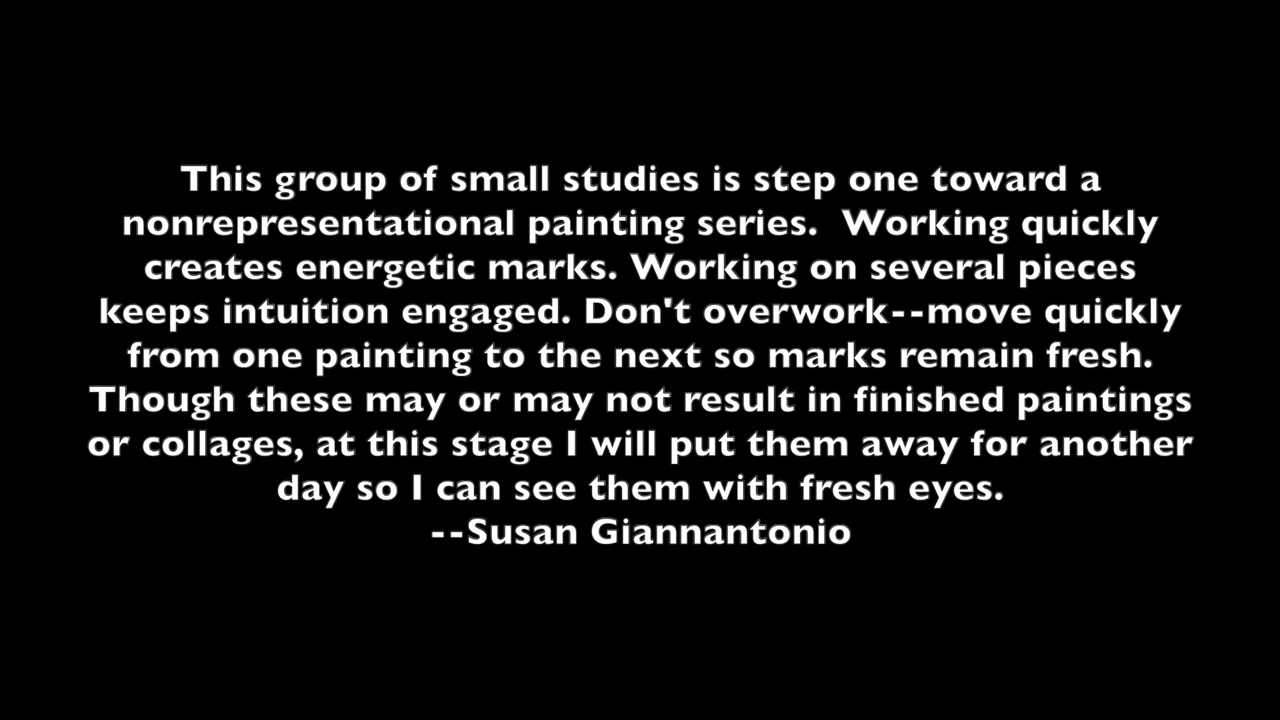 This group of small studies is step one toward a
nonrepresentational painting series.  Working quickly
creates energetic marks. Working on several pieces
keeps intuition engaged. Don't overwork--move quickly
from one painting to the next so marks remain fresh.
Though these may or may not result in finished paintings
or collages, at this stage I will put them away for another
day so I can see them with fresh eyes.
--Susan Giannantonio